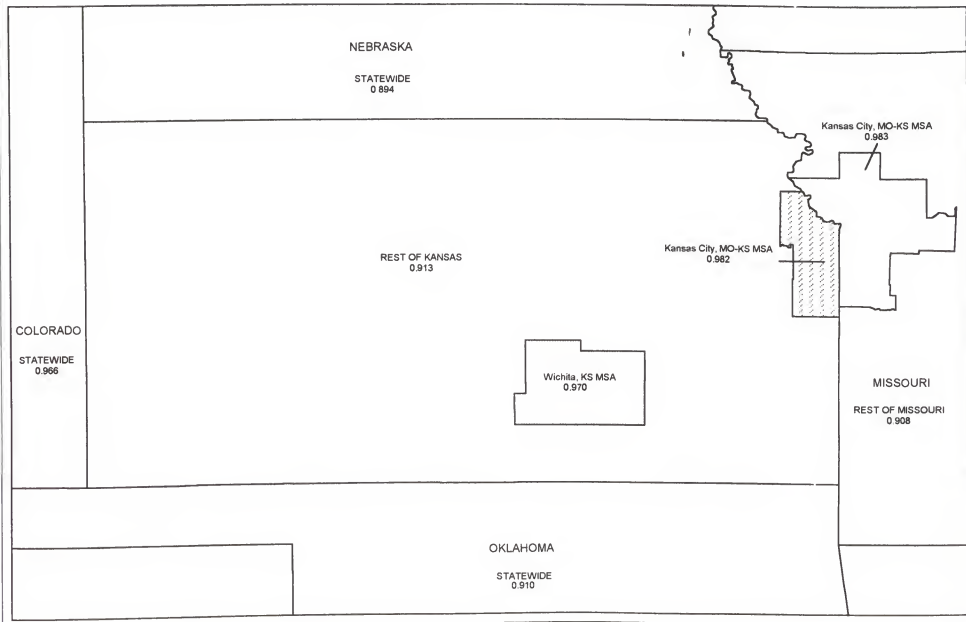 NEBRASKA
STATEWIDE
0.894
Kansas City, MO-KS MSA
0.983
REST OF KANSAS
0.913
Kansas City, MO-KS MSA
0.982
COLORADO
STATEWIDE
0.966
Wichita, KS MSA
0.970
MISSOURI
REST OF MISSOURI
0.908
OKLAHOMA
STATEWIDE
0.910